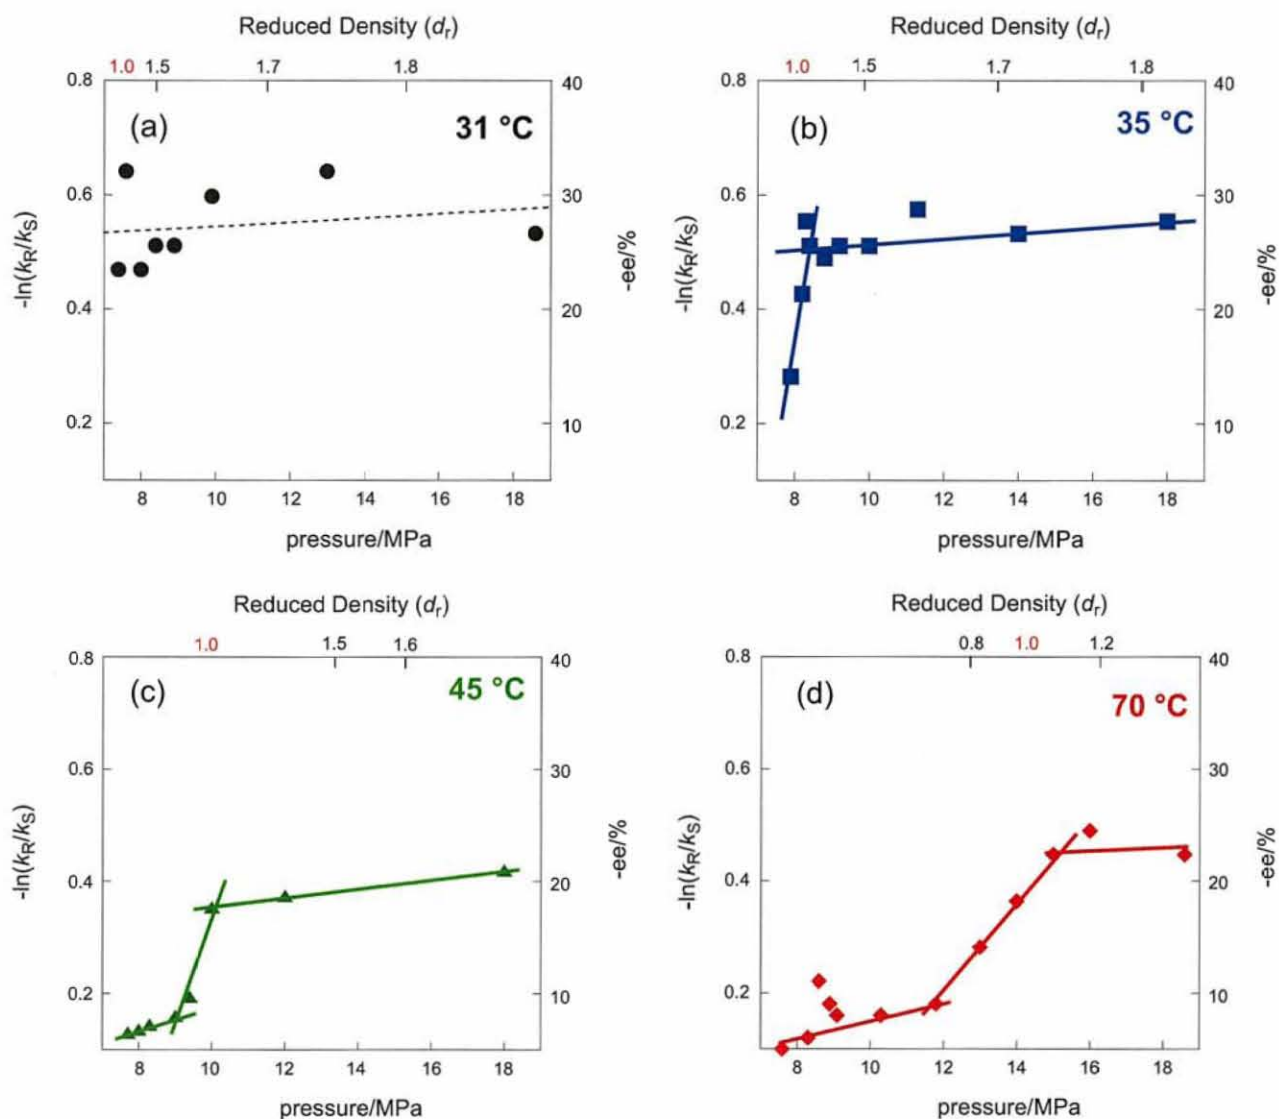 Reduced Density (dr)
1.0 1.5 1.7 1.8
0.8 40
(a) 31 °C
0.6 30
-ln(kR/kS) -ee/%
0.4 20
0.2 10
8 10 12 14 16 18
pressure/MPa
Reduced Density (dr)
1.0 1.5 1.7 1.8
0.8 40
(b) 35 °C
0.6 30
-ln(kR/kS) -ee/%
0.4 20
0.2 10
8 10 12 14 16 18
pressure/MPa
Reduced Density (dr)
1.0 1.5 1.6
0.8 40
(c) 45 °C
0.6 30
-ln(kR/kS) -ee/%
0.4 20
0.2 10
8 10 12 14 16 18
pressure/MPa
Reduced Density (dr)
0.8 1.0 1.2
0.8 40
(d) 70 °C
0.6 30
-ln(kR/kS) -ee/%
0.4 20
0.2 10
8 10 12 14 16 18
pressure/MPa